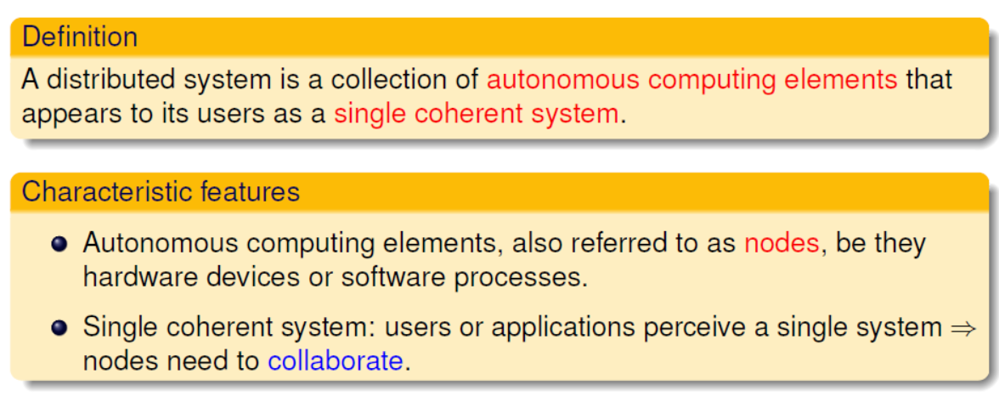 Definition
A distributed system is a collection of autonomous computing elements that
appears to its users as a single coherent system.
Characteristic features
Autonomous computing elements, also referred to as nodes, be they
hardware devices or software processes.
Single coherent system: users or applications perceive a single system ⇒
nodes need to collaborate.